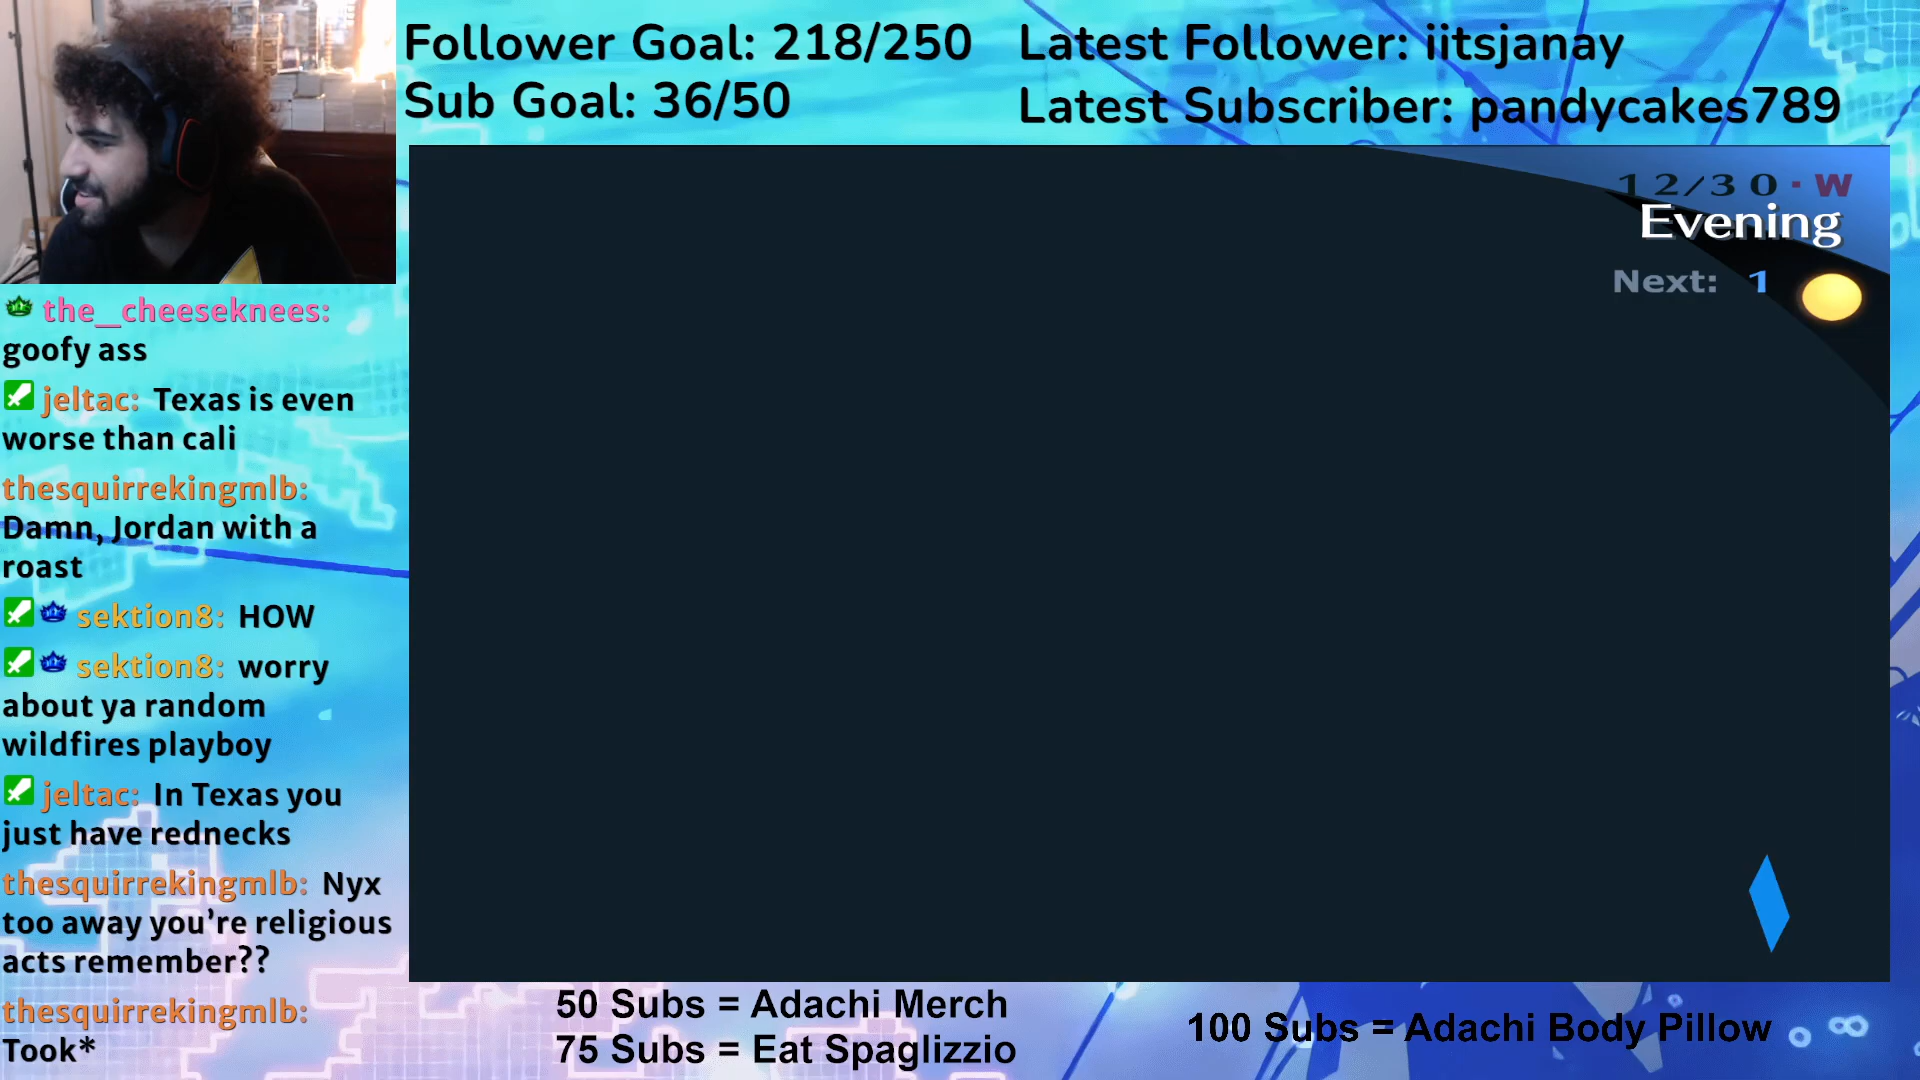 Follower Goal: 218/250
Latest Follower: iitsjanay
Sub Goal: 36/50
Latest Subscriber: pandycakes789
12/30·W
Evening
Next: 1
the__cheeseknees:
goofy ass
jeltac: Texas is even
worse than cali
thesquirrekingmlb:
Damn, Jordan with a
roast
sektion8: HOW
sektion8: worry
about ya random
wildfires playboy
jeltac: In Texas you
just have rednecks
thesquirrekingmlb: Nyx
too away you're religious
acts remember??
thesquirrekingmlb:
Took*
50 Subs = Adachi Merch
75 Subs = Eat Spaglizzio
100 Subs = Adachi Body Pillow